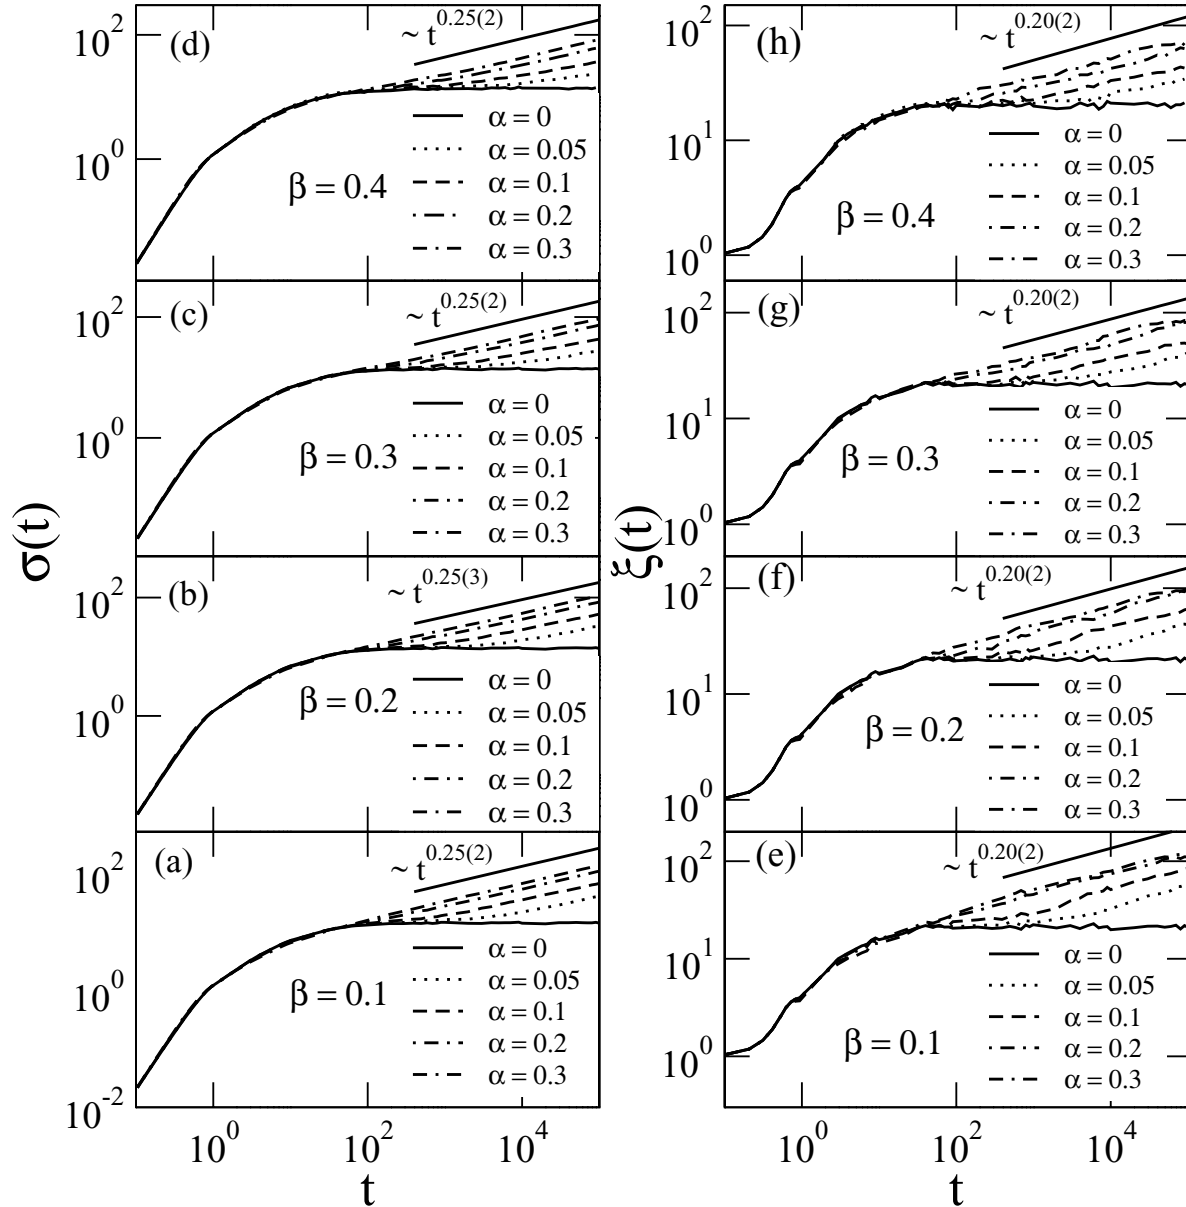 σ(t)
(d)
~ t^0.25(2)
10^2
10^0
β = 0.4
α = 0
α = 0.05
α = 0.1
α = 0.2
α = 0.3
(c)
~ t^0.25(2)
10^2
10^0
β = 0.3
α = 0
α = 0.05
α = 0.1
α = 0.2
α = 0.3
(b)
~ t^0.25(3)
10^2
10^0
β = 0.2
α = 0
α = 0.05
α = 0.1
α = 0.2
α = 0.3
(a)
~ t^0.25(2)
10^2
10^0
10^-2
β = 0.1
α = 0
α = 0.05
α = 0.1
α = 0.2
α = 0.3
10^0 10^2 10^4
t
ξ(t)
(h)
~ t^0.20(2)
10^2
10^1
10^0
β = 0.4
α = 0
α = 0.05
α = 0.1
α = 0.2
α = 0.3
(g)
~ t^0.20(2)
10^2
10^1
10^0
β = 0.3
α = 0
α = 0.05
α = 0.1
α = 0.2
α = 0.3
(f)
~ t^0.20(2)
10^2
10^1
10^0
β = 0.2
α = 0
α = 0.05
α = 0.1
α = 0.2
α = 0.3
(e)
~ t^0.20(2)
10^2
10^1
10^0
β = 0.1
α = 0
α = 0.05
α = 0.1
α = 0.2
α = 0.3
10^0 10^2 10^4
t